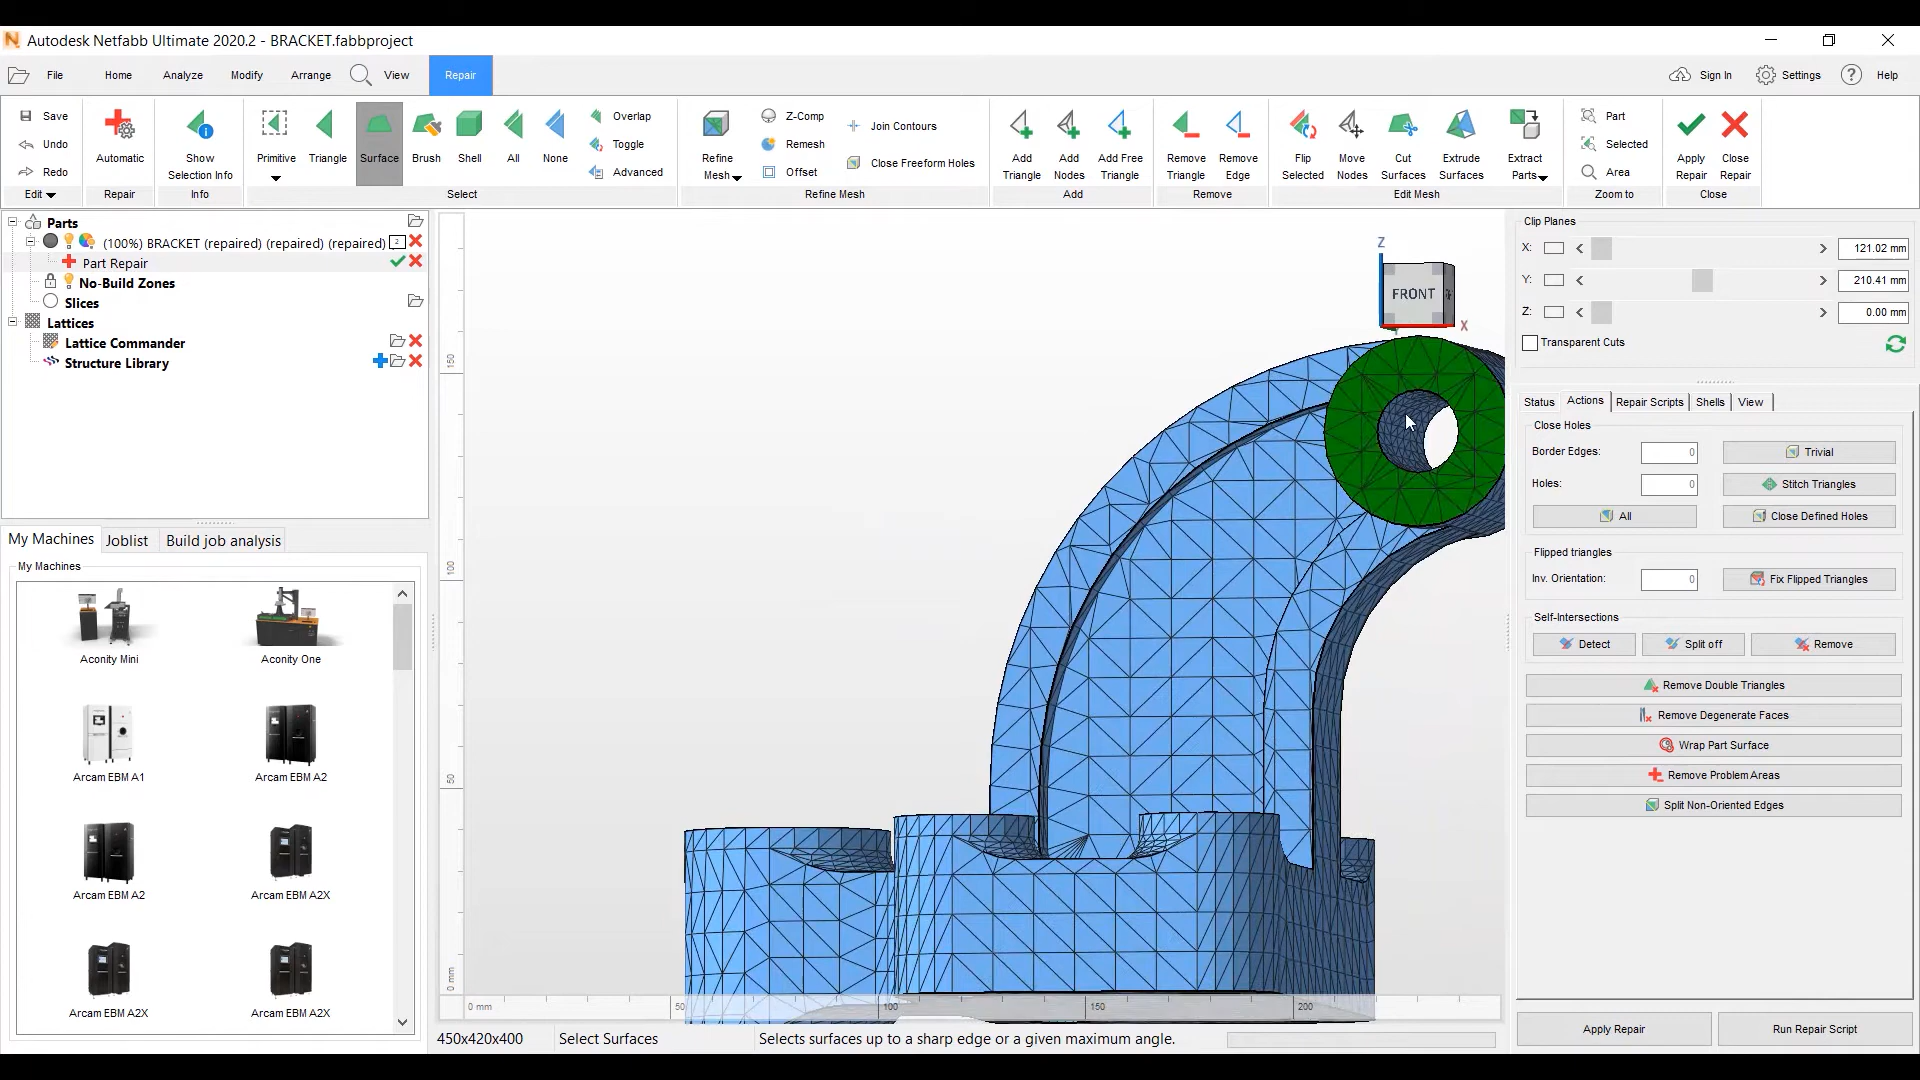 Autodesk Netfabb Ultimate 2020.2 - BRACKET.fabbproject
File Home Analyze Modify Arrange View Repair Sign In Settings Help
Save
Undo
Redo
Edit
Automatic
Repair
Show
Selection Info
Info
Primitive
Triangle
Surface
Brush
Shell
All
None
Overlap
Toggle
Advanced
Select
Refine
Mesh
Z-Comp
Remesh
Offset
Join Contours
Close Freeform Holes
Refine Mesh
Add
Triangle
Add
Nodes
Add Free
Triangle
Add
Remove
Triangle
Remove
Edge
Remove
Flip
Selected
Move
Nodes
Cut
Surfaces
Extrude
Surfaces
Extract
Parts
Edit Mesh
Part
Selected
Area
Zoom to
Apply
Repair
Close
Repair
Close
Parts
(100%) BRACKET (repaired) (repaired) (repaired) 2
Part Repair
No-Build Zones
Slices
Lattices
Lattice Commander
Structure Library
My Machines Joblist Build job analysis
My Machines
Aconity Mini
Aconity One
Arcam EBM A1
Arcam EBM A2
Arcam EBM A2
Arcam EBM A2X
Arcam EBM A2X
Arcam EBM A2X
Z
FRONT
X
150
100
50
0 mm
0 mm 50 100 150 200
450x420x400 Select Surfaces Selects surfaces up to a sharp edge or a given maximum angle.
Clip Planes
X: 121.02 mm
Y: 210.41 mm
Z: 0.00 mm
Transparent Cuts
Status Actions Repair Scripts Shells View
Close Holes
Border Edges: 0 Trivial
Holes: 0 Stitch Triangles
All Close Defined Holes
Flipped triangles
Inv. Orientation: 0 Fix Flipped Triangles
Self-Intersections
Detect Split off Remove
Remove Double Triangles
Remove Degenerate Faces
Wrap Part Surface
Remove Problem Areas
Split Non-Oriented Edges
Apply Repair Run Repair Script